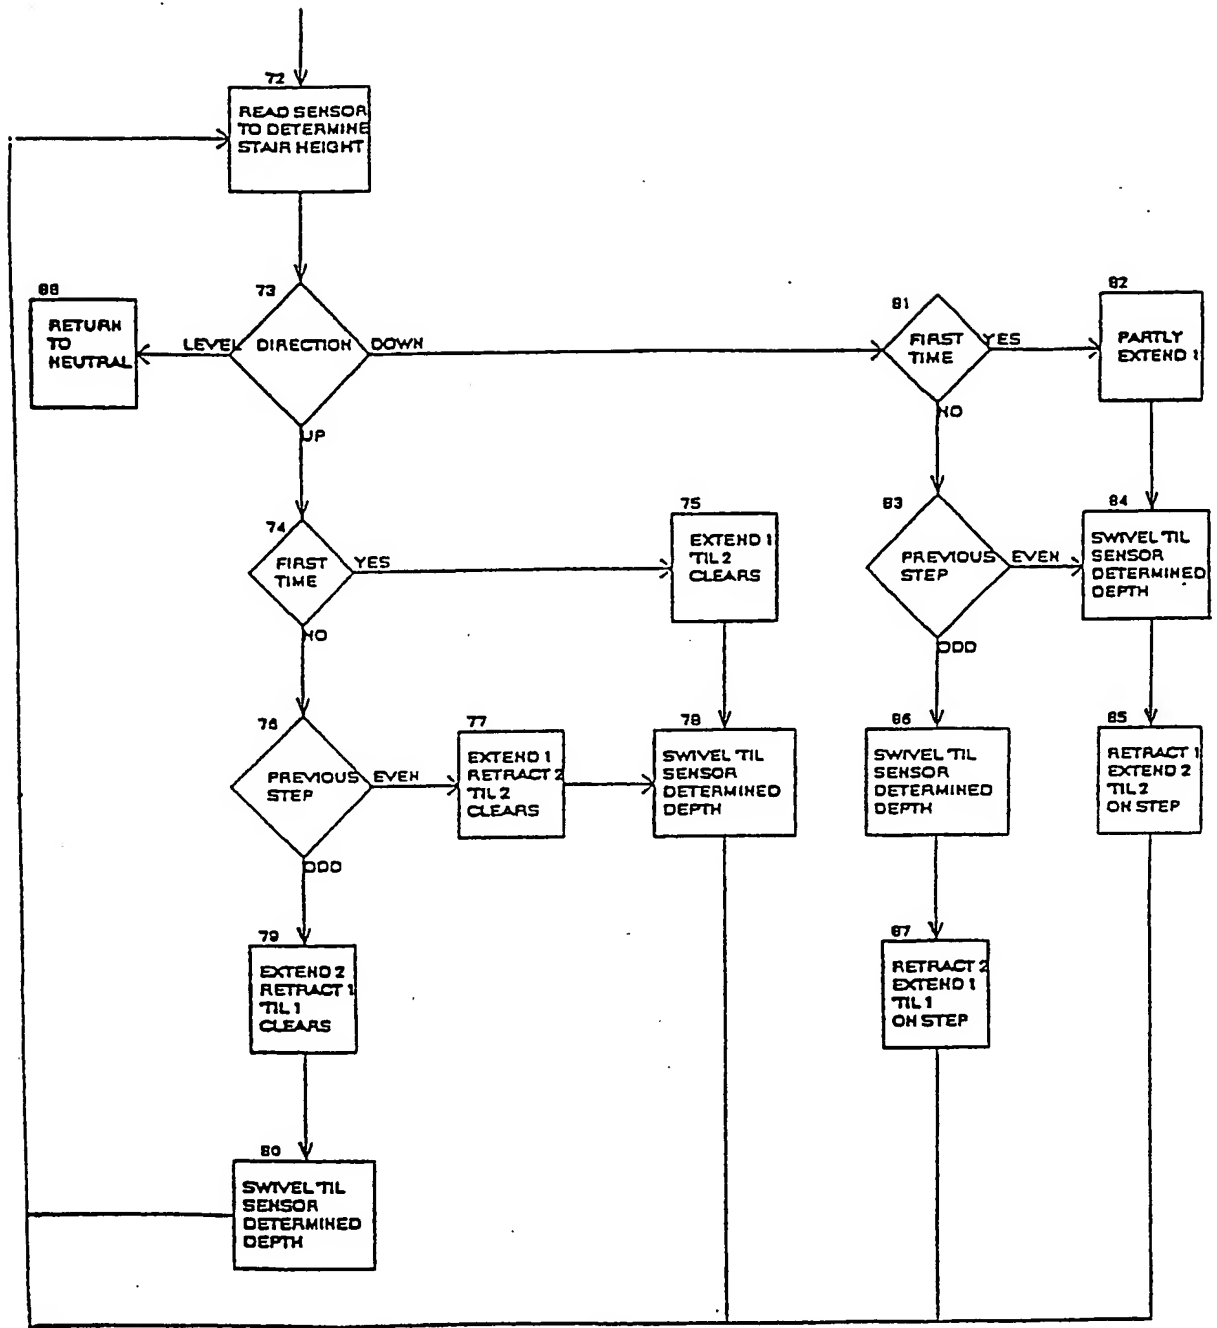 72
READ SENSOR
TO DETERMINE
STAIR HEIGHT
88
RETURN
TO
NEUTRAL
73
LEVEL
DIRECTION
DOWN
UP
81
FIRST
TIME
YES
NO
82
PARTLY
EXTEND 1
74
FIRST
TIME
YES
NO
75
EXTEND 1
'TIL 2
CLEARS
83
PREVIOUS
STEP
EVEN
ODD
84
SWIVEL 'TIL
SENSOR
DETERMINED
DEPTH
76
PREVIOUS
STEP
EVEN
ODD
77
EXTEND 1
RETRACT 2
'TIL 2
CLEARS
78
SWIVEL 'TIL
SENSOR
DETERMINED
DEPTH
86
SWIVEL 'TIL
SENSOR
DETERMINED
DEPTH
85
RETRACT 1
EXTEND 2
'TIL 2
ON STEP
79
EXTEND 2
RETRACT 1
'TIL 1
CLEARS
87
RETRACT 2
EXTEND 1
'TIL 1
ON STEP
80
SWIVEL 'TIL
SENSOR
DETERMINED
DEPTH